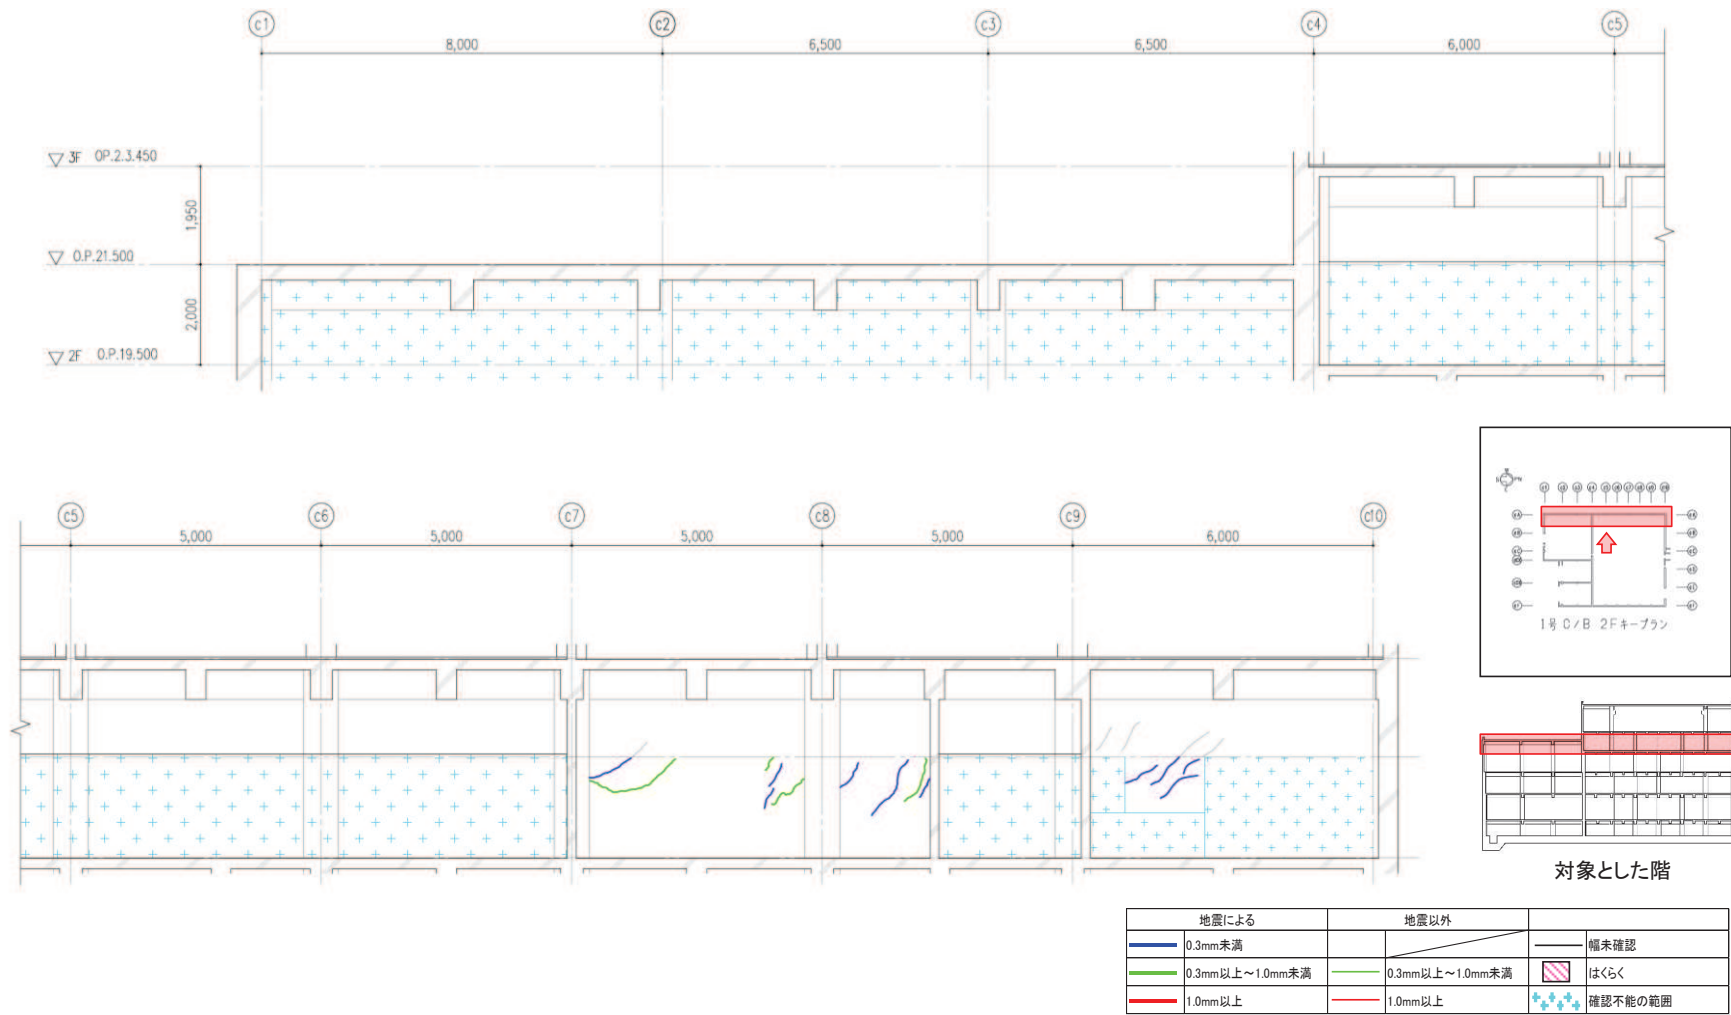 c1 c2 c3 c4 c5
8,000 6,500 6,500 6,000
3F OP.2.3.450
1,950
O.P.21.500
2,000
2F O.P.19.500
c5 c6 c7 c8 c9 c10
5,000 5,000 5,000 5,000 6,000
1号 C/B 2Fキープラン
対象とした階
地震による 地震以外
0.3mm未満 幅未確認
0.3mm以上～1.0mm未満 0.3mm以上～1.0mm未満 はくらく
1.0mm以上 1.0mm以上 確認不能の範囲